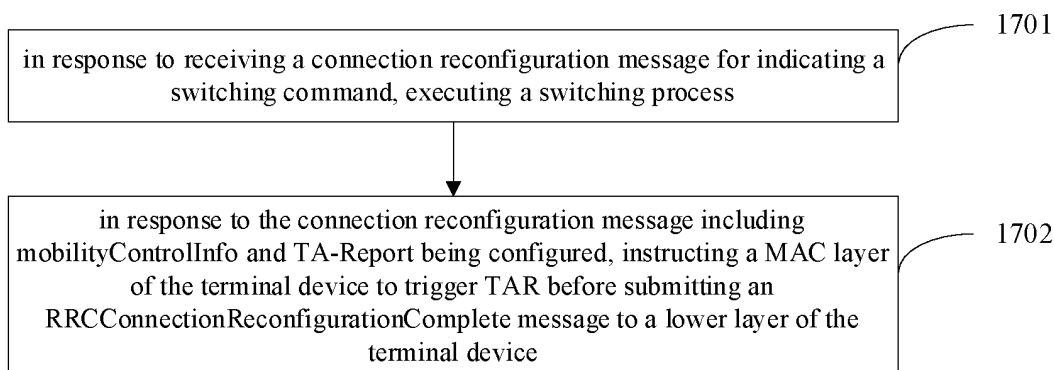 1701
in response to receiving a connection reconfiguration message for indicating a
switching command, executing a switching process
1702
in response to the connection reconfiguration message including
mobilityControlInfo and TA-Report being configured, instructing a MAC layer
of the terminal device to trigger TAR before submitting an
RRCConnectionReconfigurationComplete message to a lower layer of the
terminal device